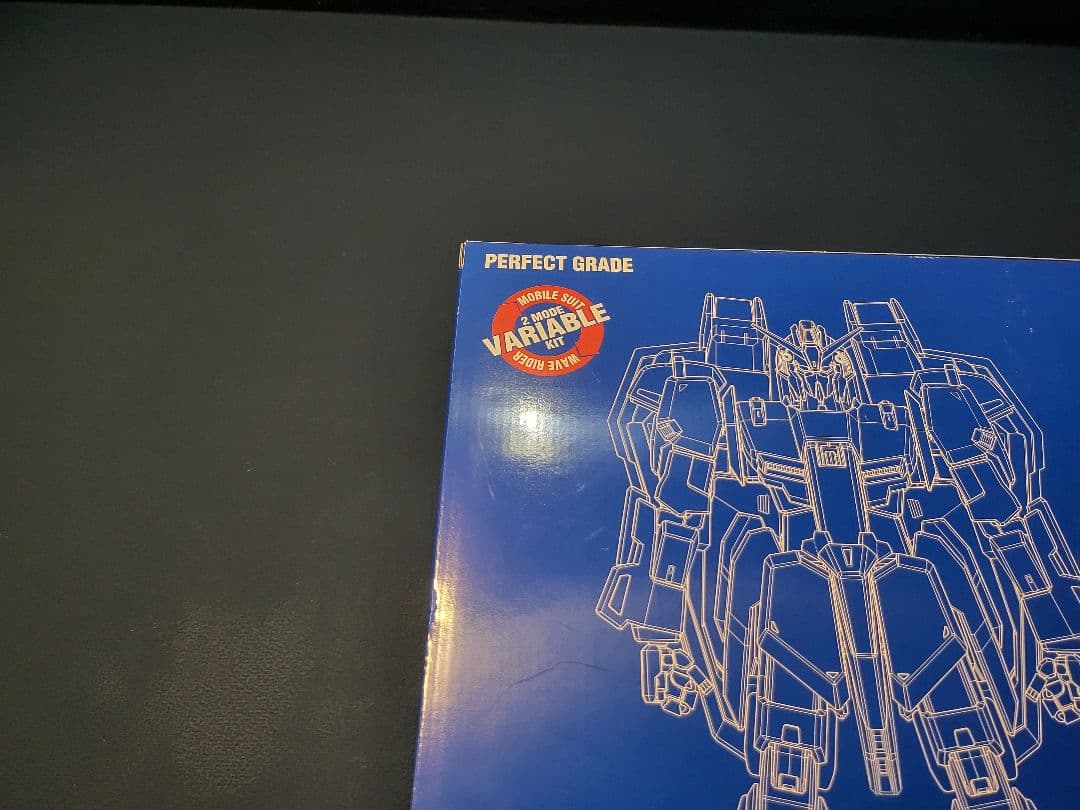 PERFECT GRADE
MOBILE SUIT
2 MODE
VARIABLE
KIT
WAVE RIDER